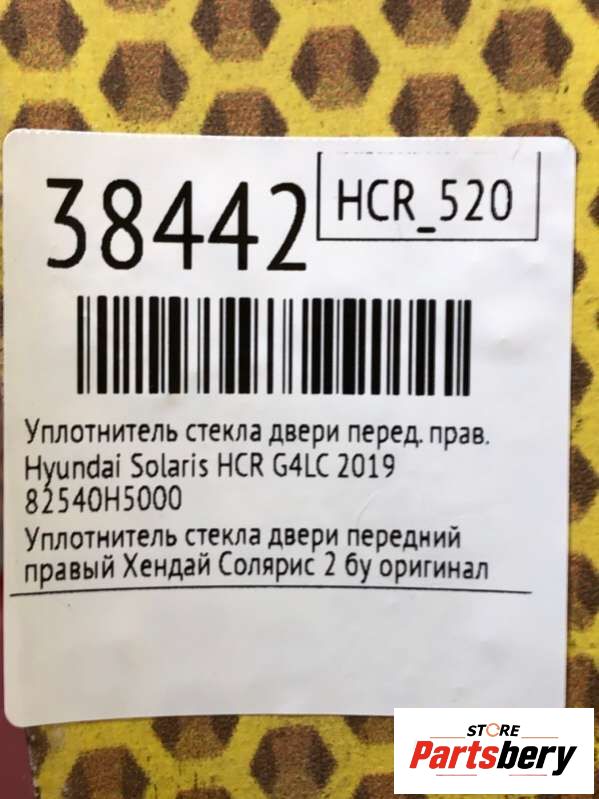 38442
HCR_520
Уплотнитель стекла двери перед. прав.
Hyundai Solaris HCR G4LC 2019
82540H5000
Уплотнитель стекла двери передний
правый Хендай Солярис 2 бу оригинал
STORE
Partsbery